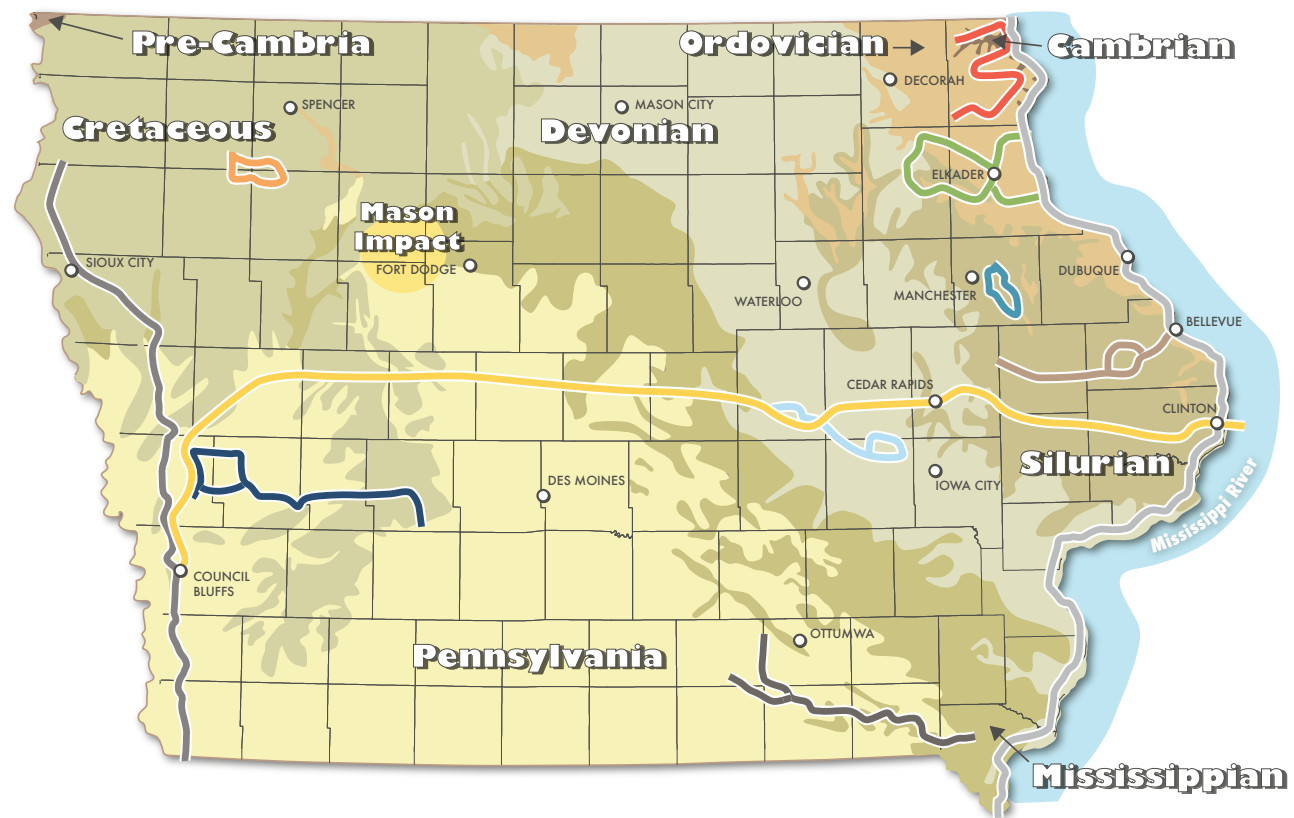 Pre-Cambria
Ordovician
Cambrian
DECORAH
SPENCER
MASON CITY
Cretaceous
Devonian
ELKADER
Mason
Impact
FORT DODGE
SIOUX CITY
DUBUQUE
MANCHESTER
WATERLOO
BELLEVUE
CEDAR RAPIDS
CLINTON
Silurian
IOWA CITY
DES MOINES
Mississippi River
COUNCIL
BLUFFS
OTTUMWA
Pennsylvania
Mississippian